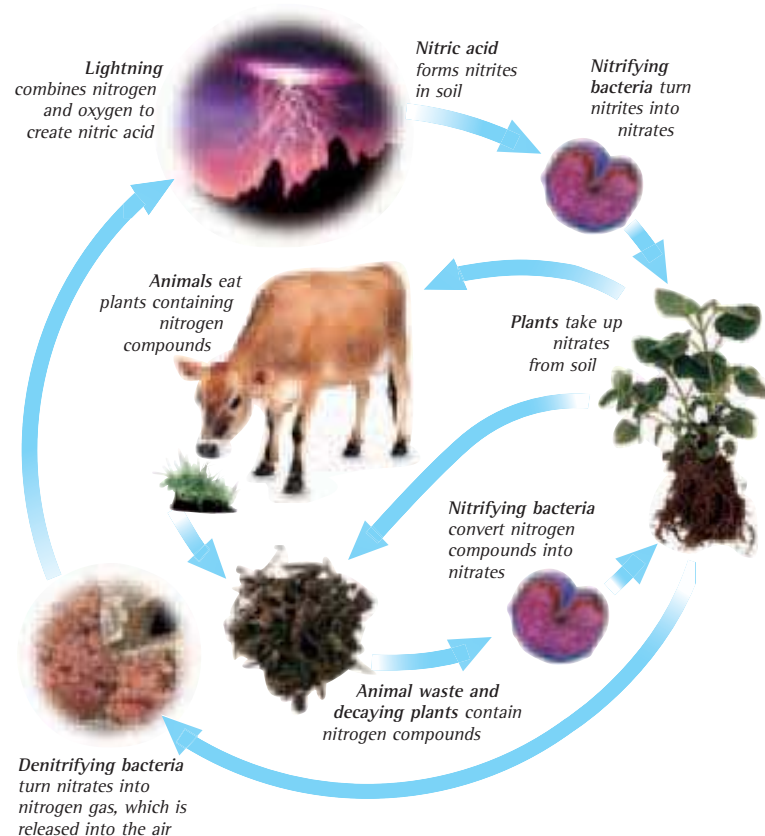 Lightning
combines nitrogen
and oxygen to
create nitric acid
Nitric acid
forms nitrites
in soil
Nitrifying
bacteria turn
nitrites into
nitrates
Animals eat
plants containing
nitrogen
compounds
Plants take up
nitrates
from soil
Nitrifying bacteria
convert nitrogen
compounds into
nitrates
Animal waste and
decaying plants contain
nitrogen compounds
Denitrifying bacteria
turn nitrates into
nitrogen gas, which is
released into the air